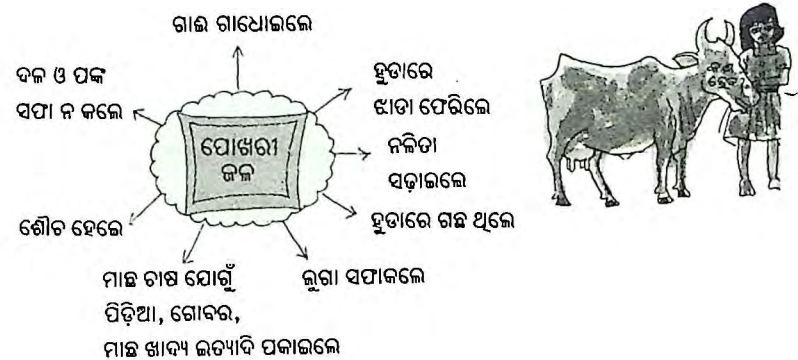 ଗାଈ ଗାଧୋଇଲେ
ଦଳ ଓ ପଙ୍କ
ସଫା ନ କଲେ
ହୁଡାରେ
ଝାଡା ଫେରିଲେ
ନଳିତା
ସଢ଼ାଇଲେ
ପୋଖରୀ
ଜଳ
ଶୌଚ ହେଲେ
ହୁଡାରେ ଗଛ ଥିଲେ
ମାଛ ଚାଷ ଯୋଗୁଁ
ପିଡ଼ିଆ, ଗୋବର,
ମାଛ ଖାଦ୍ୟ ଇତ୍ୟାଦି ପକାଇଲେ
ଲୁଗା ସଫାକଲେ